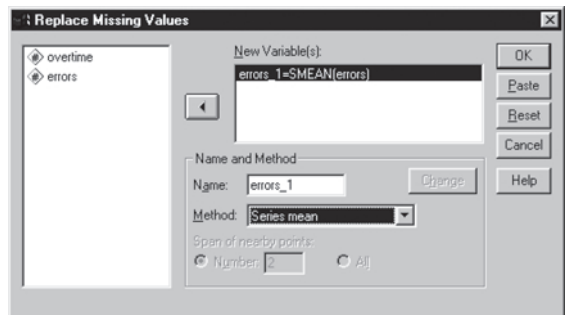 Replace Missing Values
overtime
errors
New Variable(s):
errors_1=SMEAN(errors)
OK
Paste
Reset
Cancel
Help
Name and Method
Name: errors_1
Change
Method: Series mean
Span of nearby points:
Number: 2
All